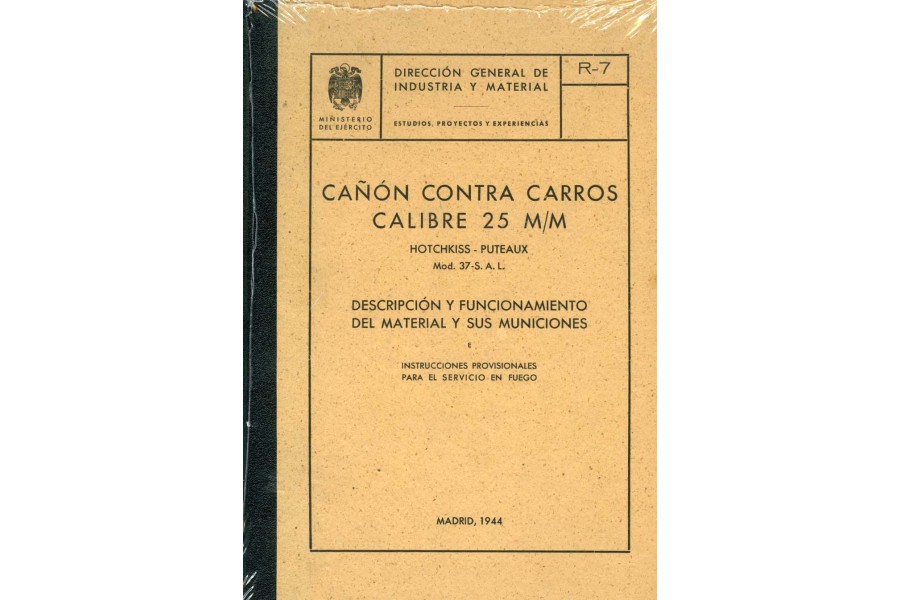 MINISTERIO
DEL EJÉRCITO
DIRECCIÓN GENERAL DE
INDUSTRIA Y MATERIAL
ESTUDIOS, PROYECTOS Y EXPERIENCIAS
R-7
CAÑÓN CONTRA CARROS
CALIBRE 25 M/M
HOTCHKISS - PUTEAUX
Mod. 37-S. A. L.
DESCRIPCIÓN Y FUNCIONAMIENTO
DEL MATERIAL Y SUS MUNICIONES
E
INSTRUCCIONES PROVISIONALES
PARA EL SERVICIO EN FUEGO
MADRID, 1944